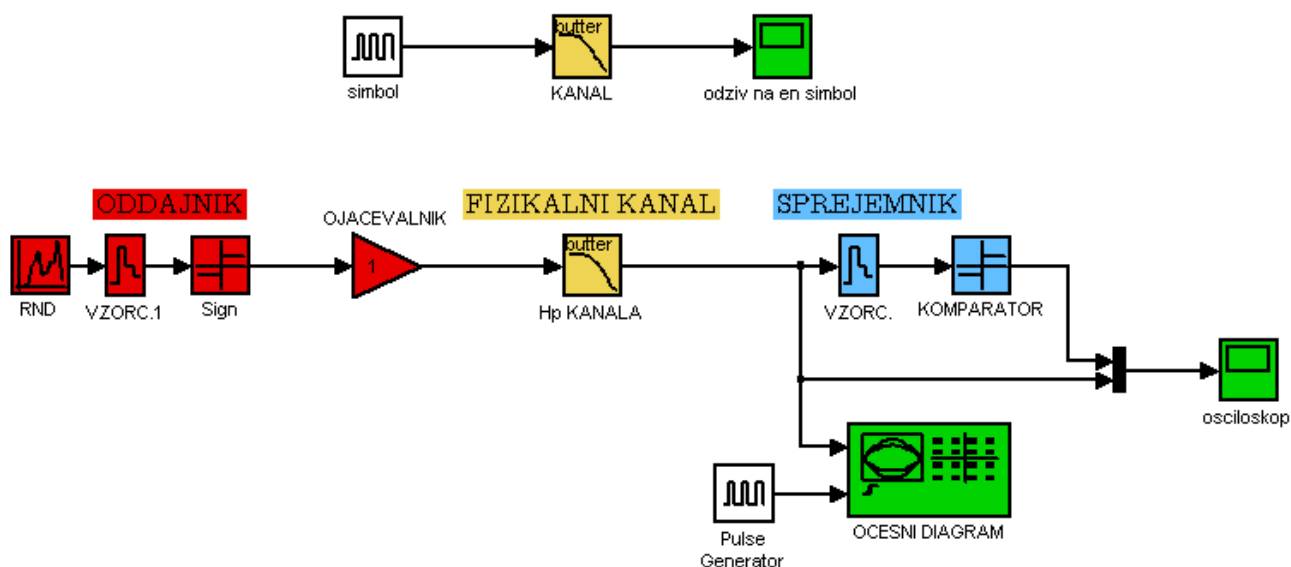 butter
simbol
KANAL
odziv na en simbol
ODDAJNIK
FIZIKALNI KANAL
SPREJEMNIK
OJACEVALNIK
butter
1
RND
VZORC.1
Sign
Hp KANALA
VZORC.
KOMPARATOR
osciloskop
Pulse
Generator
OCESNI DIAGRAM